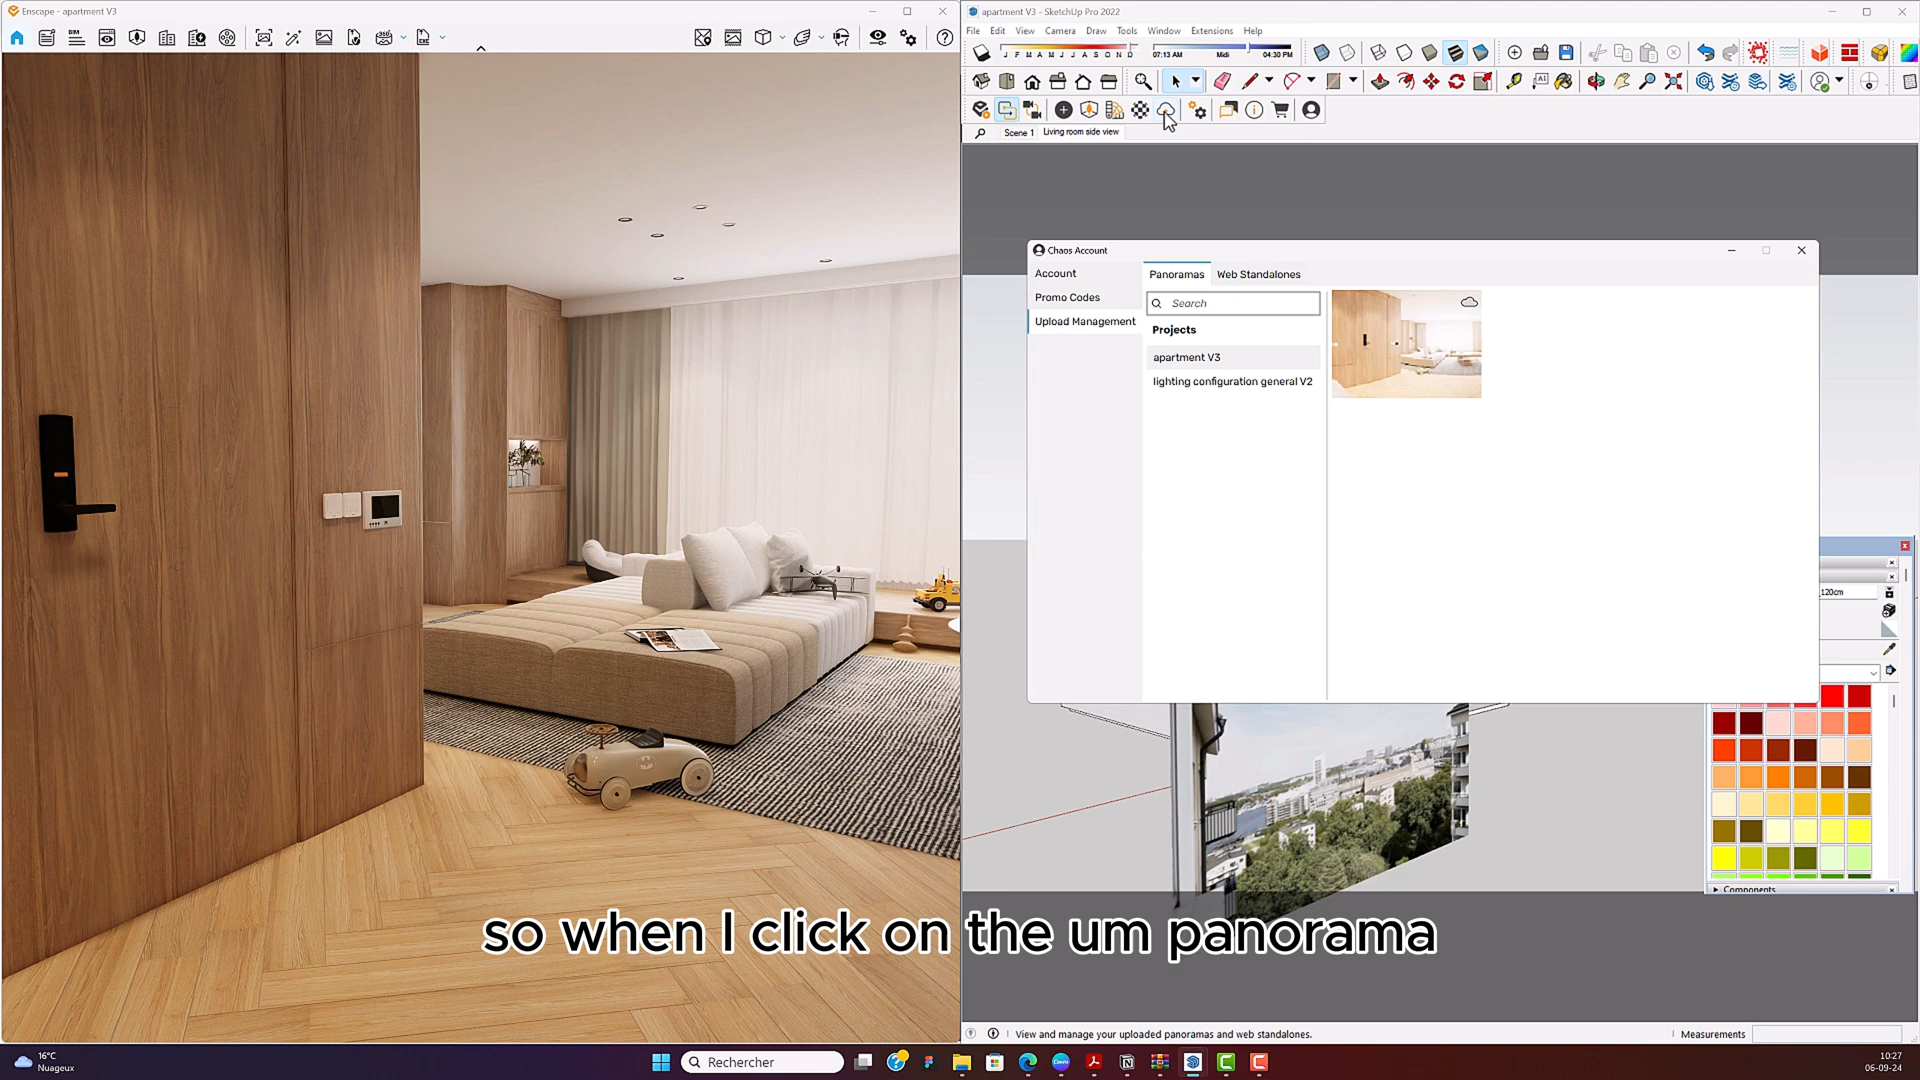 Enscape - apartment V3
apartment V3 - SketchUp Pro 2022
File Edit View Camera Draw Tools Window Extensions Help
J F M A M J J A S O N D
07:13 AM Midi 04:30 PM
Scene 1 Living room side view
Chaos Account
Account
Promo Codes
Upload Management
Panoramas Web Standalones
Search
Projects
apartment V3
lighting configuration general V2
120cm
Components
so when I click on the um panorama
View and manage your uploaded panoramas and web standalones.
Measurements
16°C
Nuageux
Rechercher
10:27
06-09-24